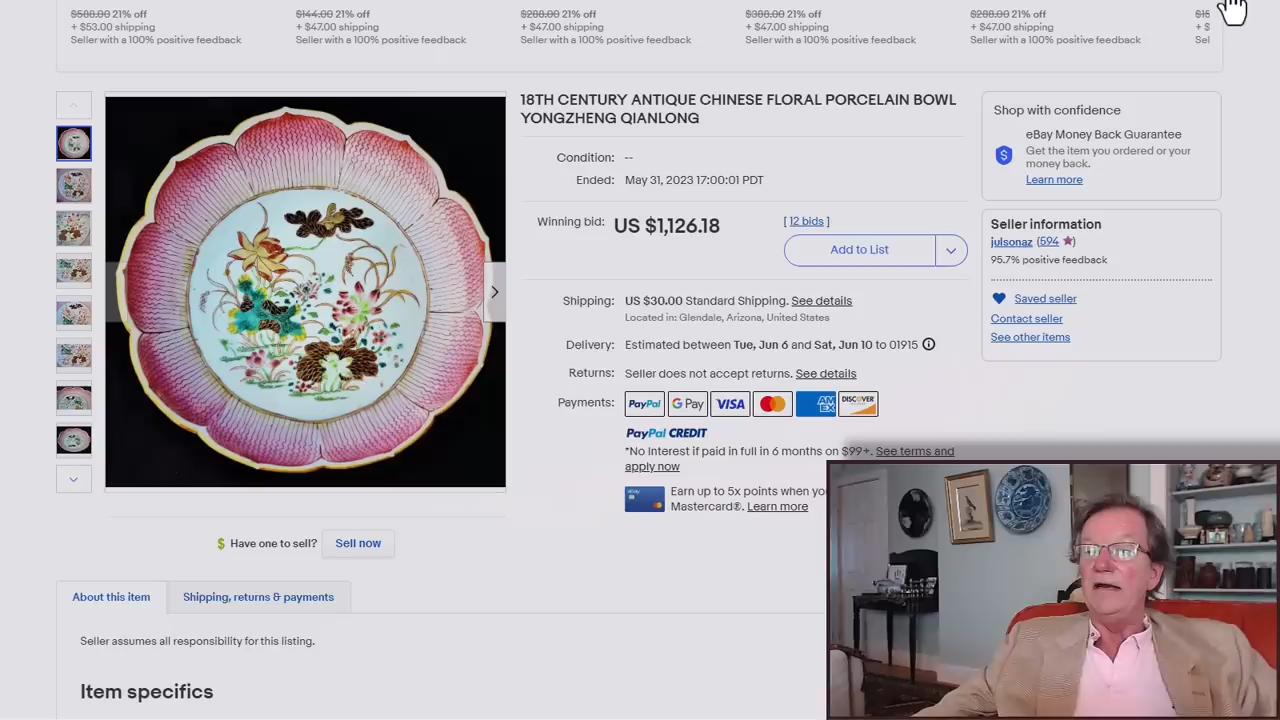 $588.00 21% off
+ $53.00 shipping
Seller with a 100% positive feedback
$144.00 21% off
+ $47.00 shipping
Seller with a 100% positive feedback
$288.00 21% off
+ $47.00 shipping
Seller with a 100% positive feedback
$388.00 21% off
+ $47.00 shipping
Seller with a 100% positive feedback
$288.00 21% off
+ $47.00 shipping
Seller with a 100% positive feedback
+ $
Sel
18TH CENTURY ANTIQUE CHINESE FLORAL PORCELAIN BOWL
YONGZHENG QIANLONG
Condition: --
Ended: May 31, 2023 17:00:01 PDT
Winning bid: US $1,126.18 [ 12 bids ]
Add to List
Shipping: US $30.00 Standard Shipping. See details
Located in: Glendale, Arizona, United States
Delivery: Estimated between Tue, Jun 6 and Sat, Jun 10 to 01915
Returns: Seller does not accept returns. See details
Payments: PayPal G Pay VISA MasterCard AM EX DISCOVER
PayPal CREDIT
*No Interest if paid in full in 6 months on $99+. See terms and
apply now
Earn up to 5x points when you
Mastercard®. Learn more
Shop with confidence
eBay Money Back Guarantee
Get the item you ordered or your
money back.
Learn more
Seller information
julsonaz (594 ★)
95.7% positive feedback
Saved seller
Contact seller
See other items
Have one to sell? Sell now
About this item
Shipping, returns & payments
Seller assumes all responsibility for this listing.
Item specifics